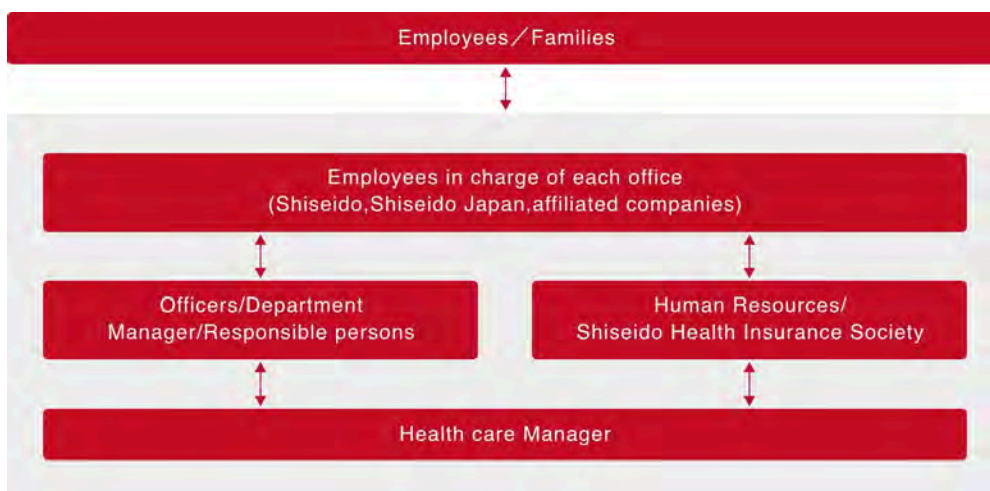 Employees／Families
Employees in charge of each office
(Shiseido,Shiseido Japan,affiliated companies)
Officers/Department
Manager/Responsible persons
Human Resources/
Shiseido Health Insurance Society
Health care Manager